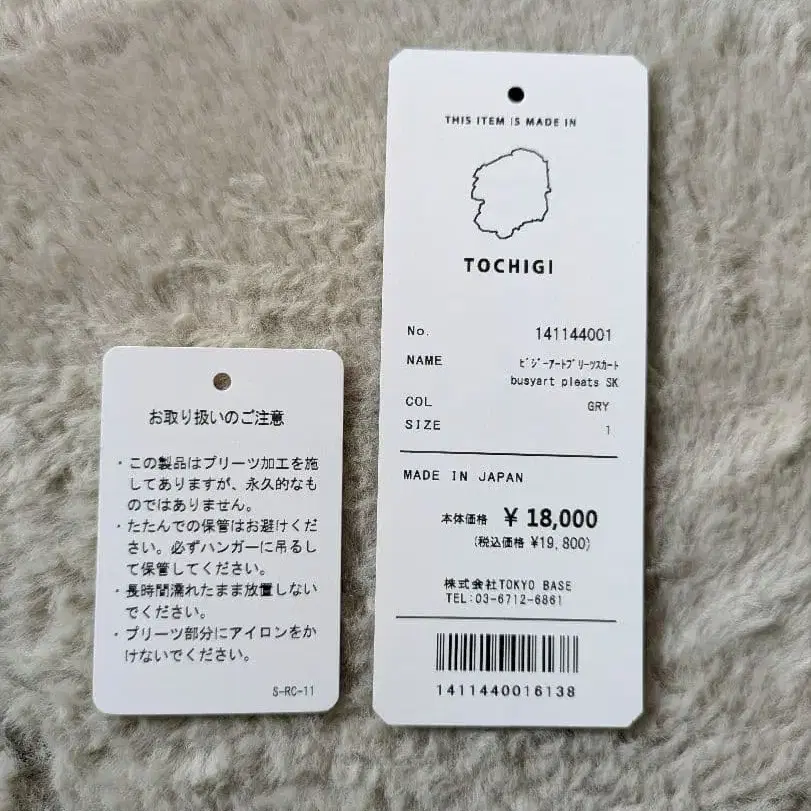 お取り扱いのご注意
・この製品はプリーツ加工を施
してありますが、永久的なも
のではありません。
・たたんでの保管はお避けくだ
さい。必ずハンガーに吊るし
て保管してください。
・長時間濡れたまま放置しない
でください。
・プリーツ部分にアイロンをか
けないでください。
S-RC-11
THIS ITEM IS MADE IN
TOCHIGI
No. 141144001
NAME ﾋﾞｼﾞｰｱｰﾄﾌﾟﾘｰﾂｽｶｰﾄ
busyart pleats SK
COL GRY
SIZE 1
MADE IN JAPAN
本体価格 ¥ 18,000
(税込価格 ¥19,800)
株式会社TOKYO BASE
TEL:03-6712-6861
1411440016138